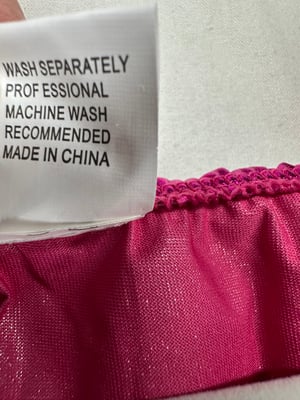 WASH SEPARATELY
PROF ESSIONAL
MACHINE WASH
RECOMMENDED
MADE IN CHINA